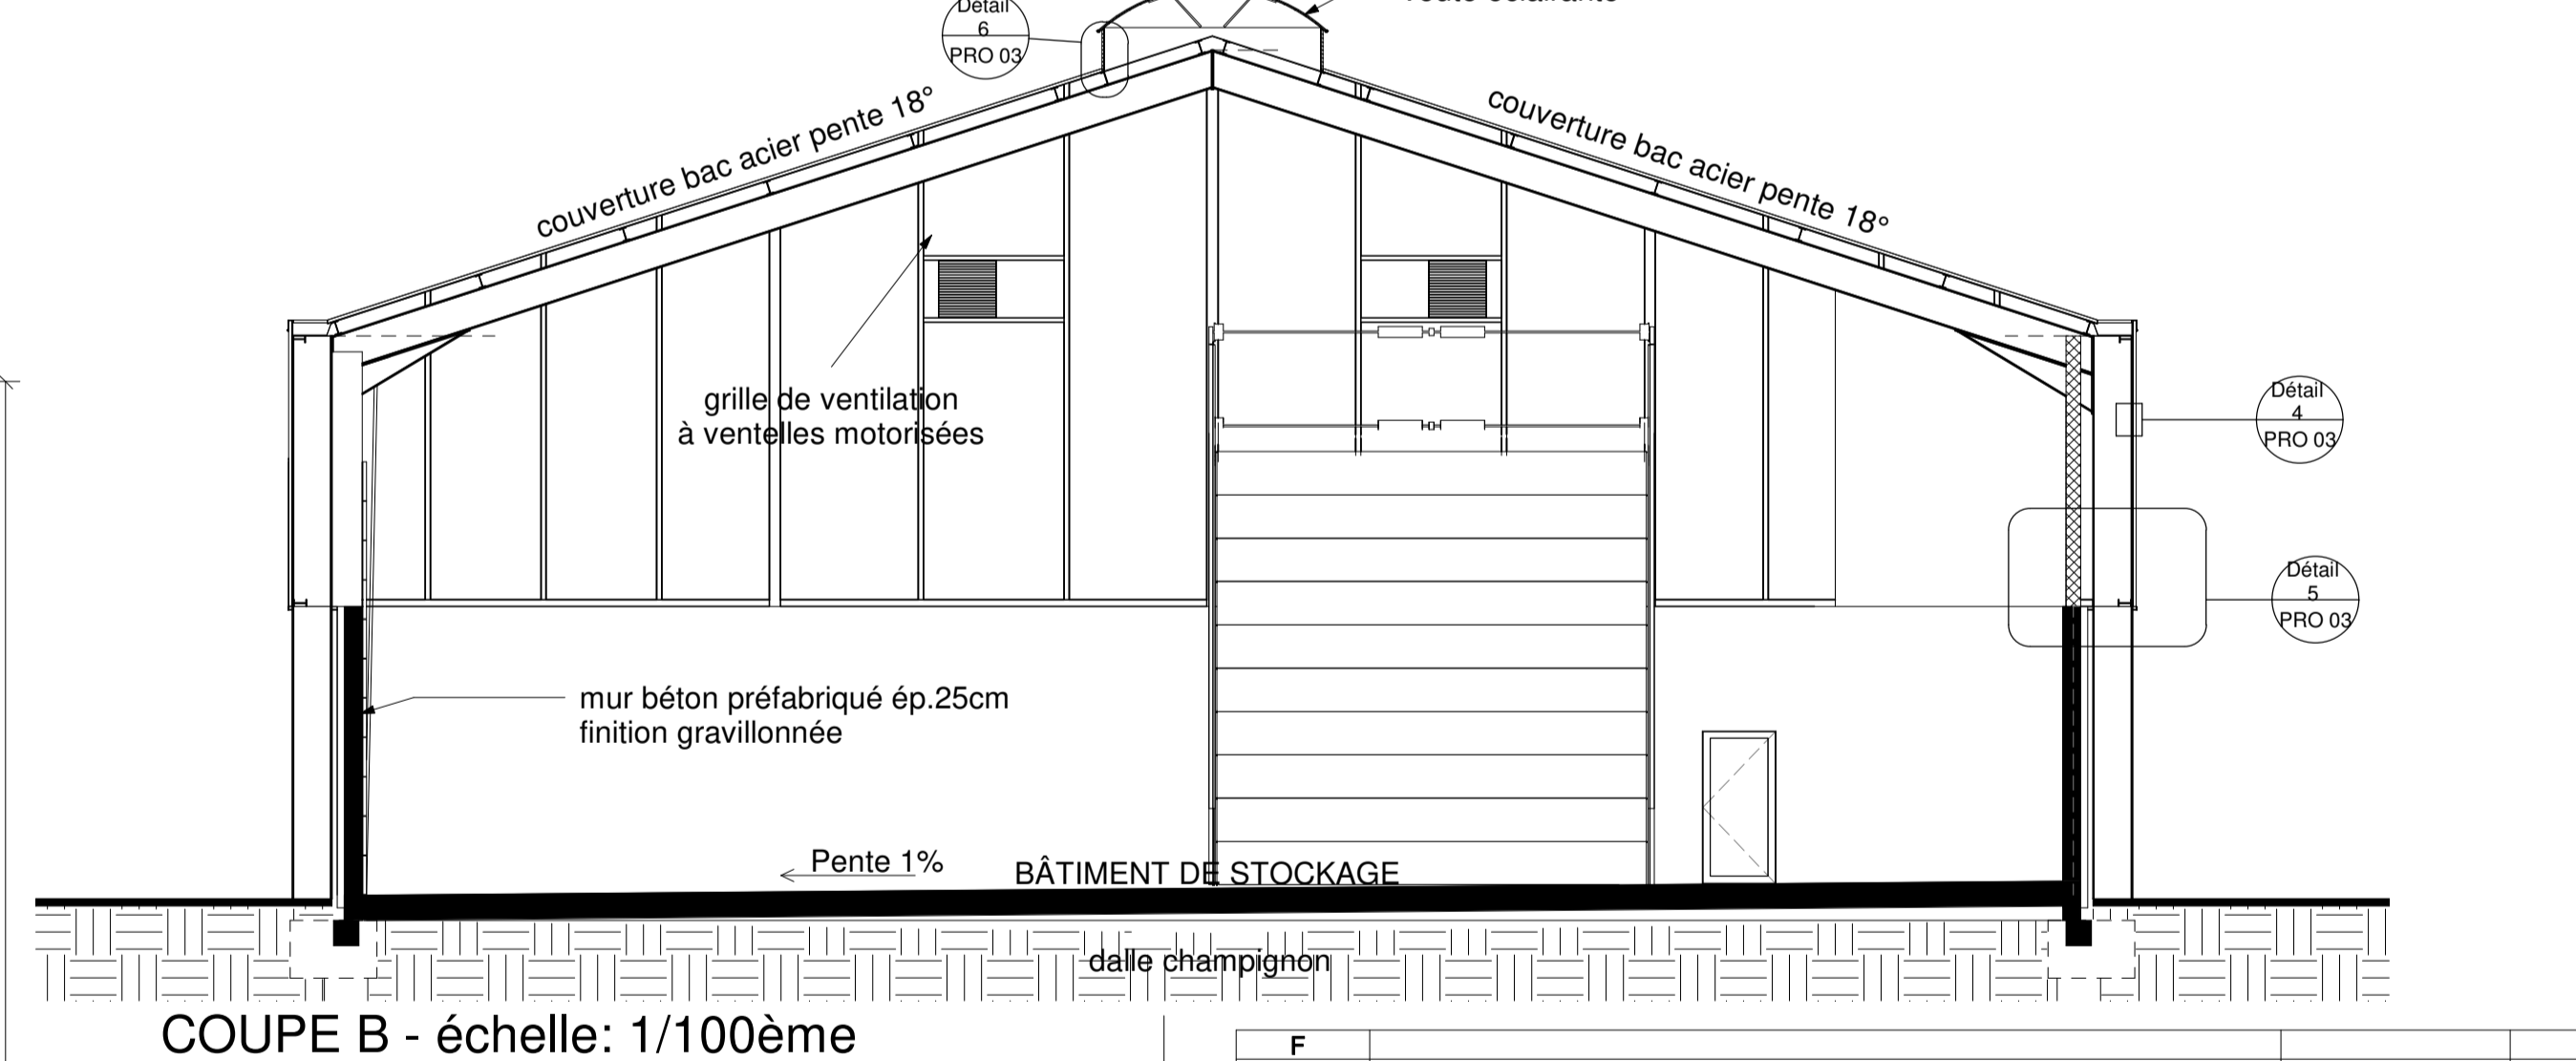 Détail
6
PRO 03
voûte éclairante
couverture bac acier pente 18°
couverture bac acier pente 18°
grille de ventilation
à ventelles motorisées
Détail
4
PRO 03
Détail
5
PRO 03
mur béton préfabriqué ép.25cm
finition gravillonnée
Pente 1%
BÂTIMENT DE STOCKAGE
dalle champignon
COUPE B - échelle: 1/100ème
F